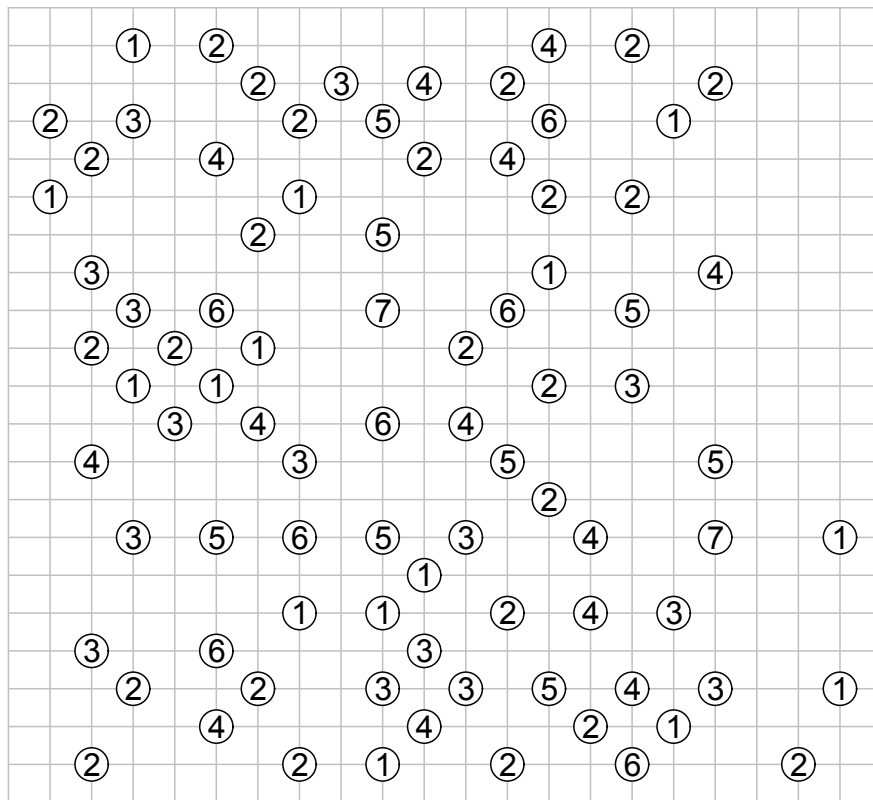 1 2 4 2
2 3 4 2 2
2 3 2 5 6 1
2 4 2 4
1 1 2 2
2 5
3 1 4
3 6 7 6 5
2 2 1 2
1 1 2 3
3 4 6 4
4 3 5 5
2
3 5 6 5 3 4 7 1
1
1 1 2 4 3
3 6 3
2 2 3 3 5 4 3 1
4 4 2 1
2 2 1 2 6 2